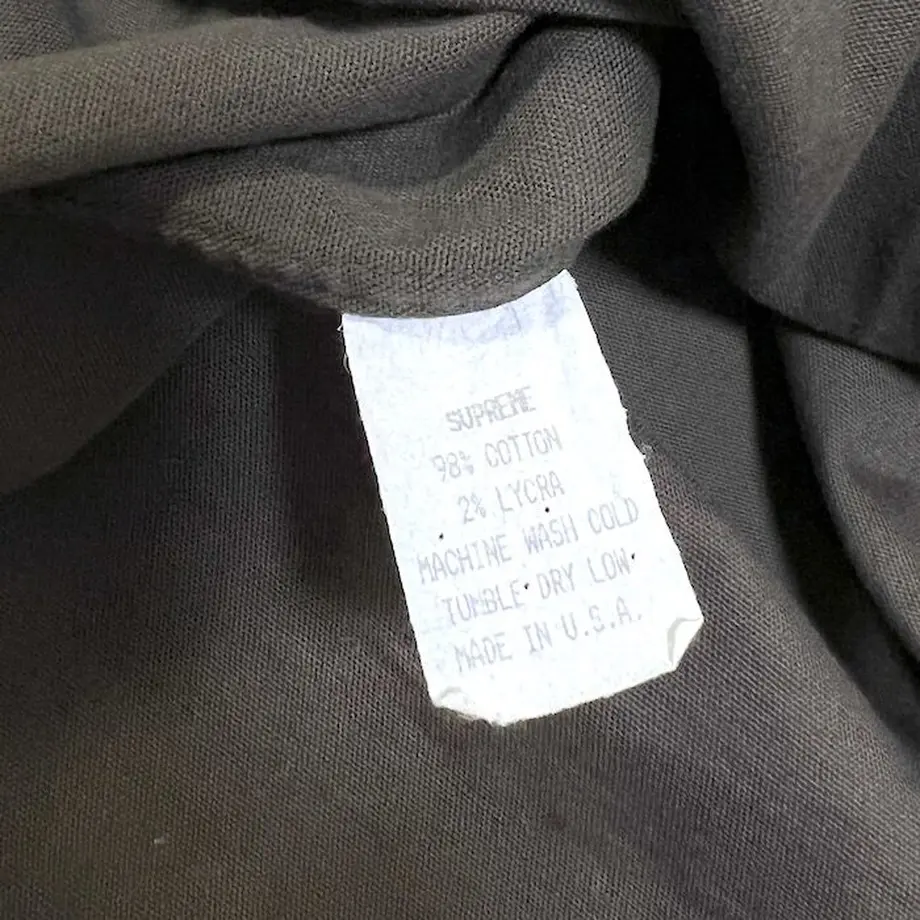 SUPREME
98% COTTON
2% LYCRA
MACHINE WASH COLD
TUMBLE DRY LOW
MADE IN U.S.A.